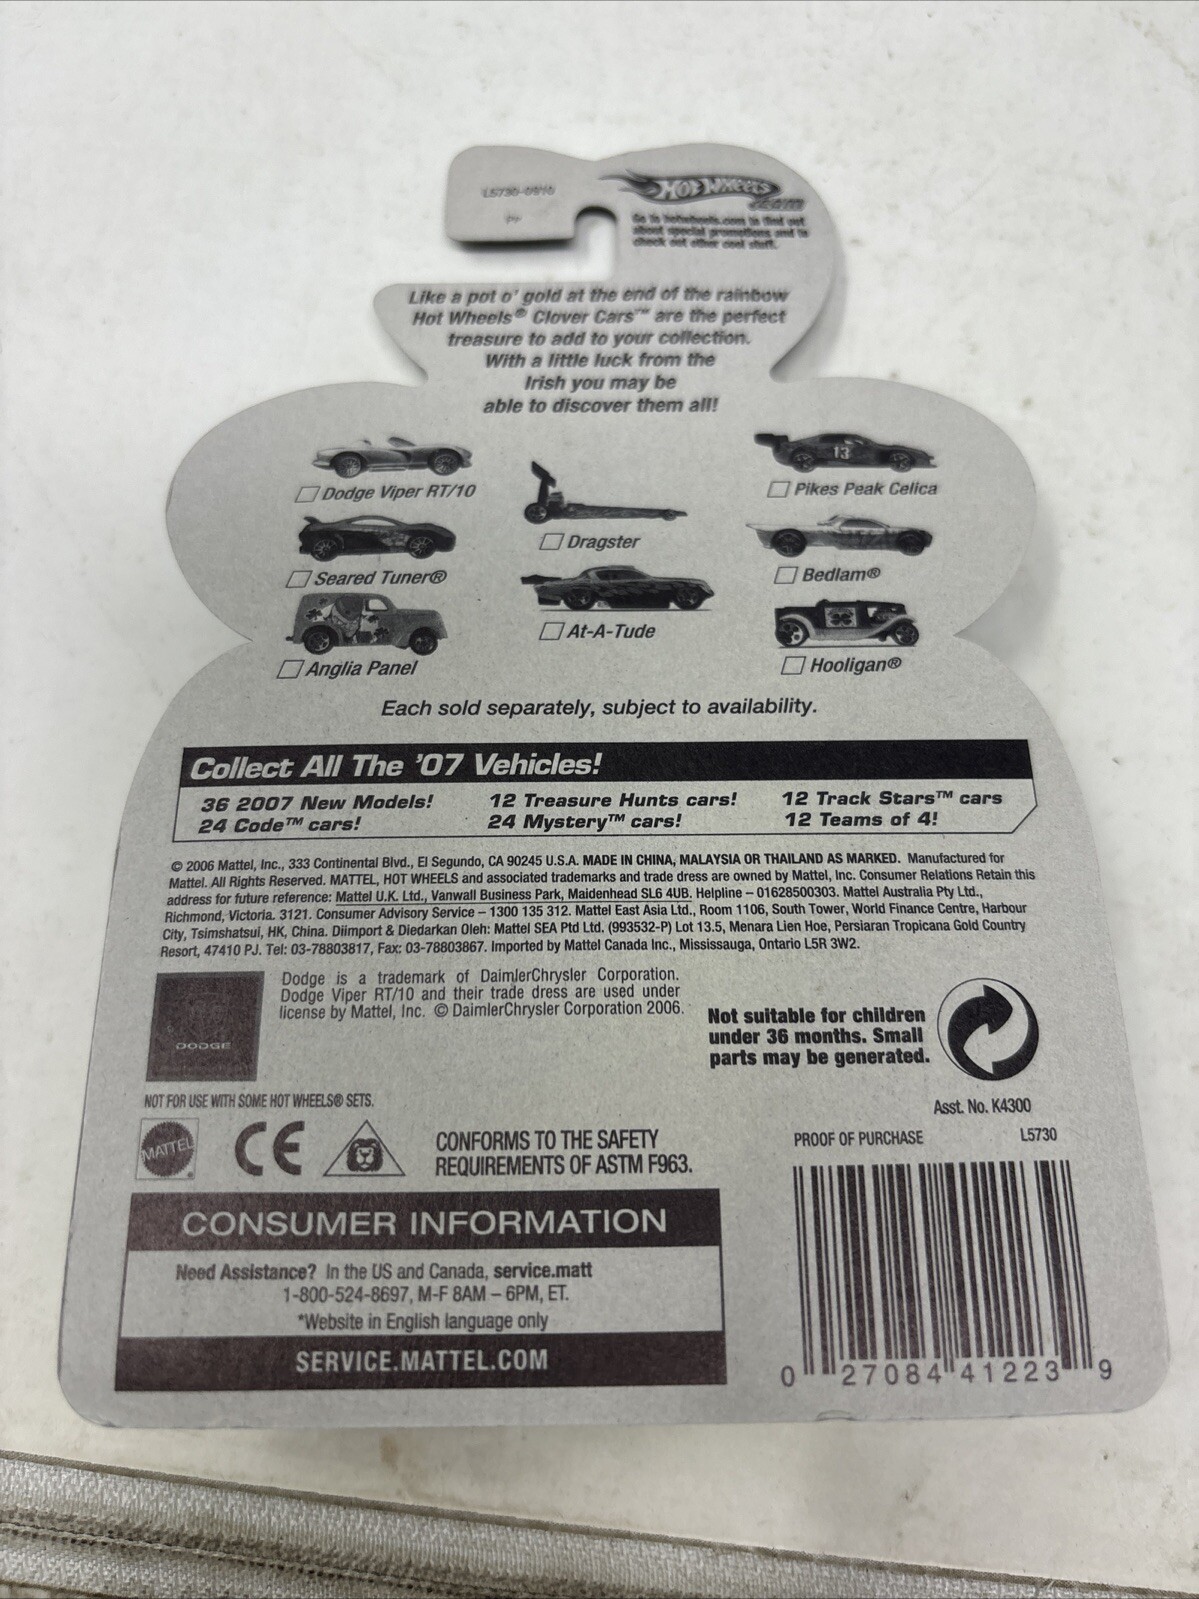 L5730-0910
PP
HOT WHEELS
team
Go to hotwheels.com to find out
about special promotions and to
check out other cool stuff.
Like a pot o' gold at the end of the rainbow
Hot Wheels® Clover Cars™ are the perfect
treasure to add to your collection.
With a little luck from the
Irish you may be
able to discover them all!
13
Dodge Viper RT/10
Dragster
Pikes Peak Celica
Seared Tuner®
At-A-Tude
Bedlam®
Anglia Panel
Hooligan®
Each sold separately, subject to availability.
Collect All The '07 Vehicles!
36 2007 New Models! 12 Treasure Hunts cars! 12 Track Stars™ cars
24 Code™ cars! 24 Mystery™ cars! 12 Teams of 4!
© 2006 Mattel, Inc., 333 Continental Blvd., El Segundo, CA 90245 U.S.A. MADE IN CHINA, MALAYSIA OR THAILAND AS MARKED. Manufactured for
Mattel. All Rights Reserved. MATTEL, HOT WHEELS and associated trademarks and trade dress are owned by Mattel, Inc. Consumer Relations Retain this
address for future reference: Mattel U.K. Ltd., Vanwall Business Park, Maidenhead SL6 4UB. Helpline – 01628500303. Mattel Australia Pty Ltd.,
Richmond, Victoria. 3121. Consumer Advisory Service – 1300 135 312. Mattel East Asia Ltd., Room 1106, South Tower, World Finance Centre, Harbour
City, Tsimshatsui, HK, China. Diimport & Diedarkan Oleh: Mattel SEA Ptd Ltd. (993532-P) Lot 13.5, Menara Lien Hoe, Persiaran Tropicana Gold Country
Resort, 47410 PJ. Tel: 03-78803817, Fax: 03-78803867. Imported by Mattel Canada Inc., Mississauga, Ontario L5R 3W2.
DODGE
Dodge is a trademark of DaimlerChrysler Corporation.
Dodge Viper RT/10 and their trade dress are used under
license by Mattel, Inc. © DaimlerChrysler Corporation 2006.
Not suitable for children
under 36 months. Small
parts may be generated.
NOT FOR USE WITH SOME HOT WHEELS® SETS.
Asst. No. K4300
MATTEL
®
CE
CONFORMS TO THE SAFETY
REQUIREMENTS OF ASTM F963.
PROOF OF PURCHASE
L5730
CONSUMER INFORMATION
Need Assistance? In the US and Canada, service.matt
1-800-524-8697, M-F 8AM – 6PM, ET.
*Website in English language only
SERVICE.MATTEL.COM
0 27084 41223 9